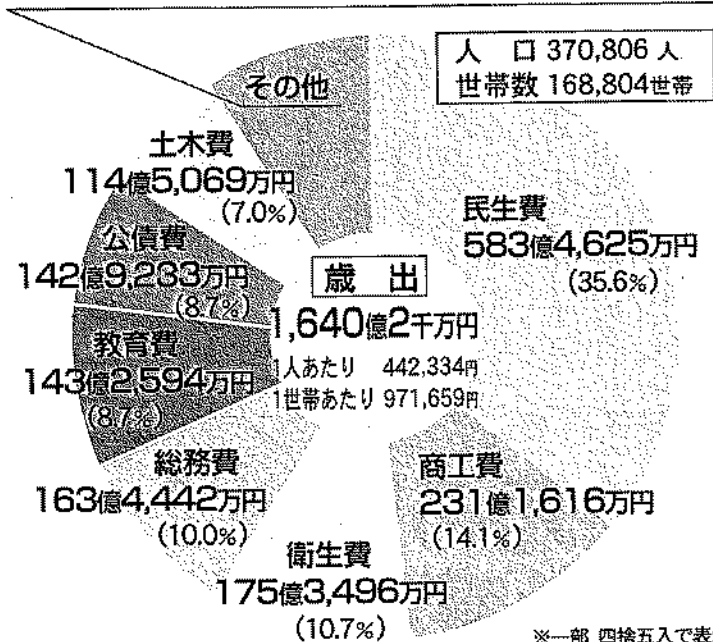 人 口 370,806 人
世帯数 168,804世帯
その他
土木費
114億5,069万円
(7.0%)
公債費
142億9,233万円
(8.7%)
教育費
143億2,594万円
(8.7%)
総務費
163億4,442万円
(10.0%)
衛生費
175億3,496万円
(10.7%)
商工費
231億1,616万円
(14.1%)
民生費
583億4,625万円
(35.6%)
歳 出
1,640億2千万円
1人あたり 442,334円
1世帯あたり 971,659円
※一部 四捨五入で表